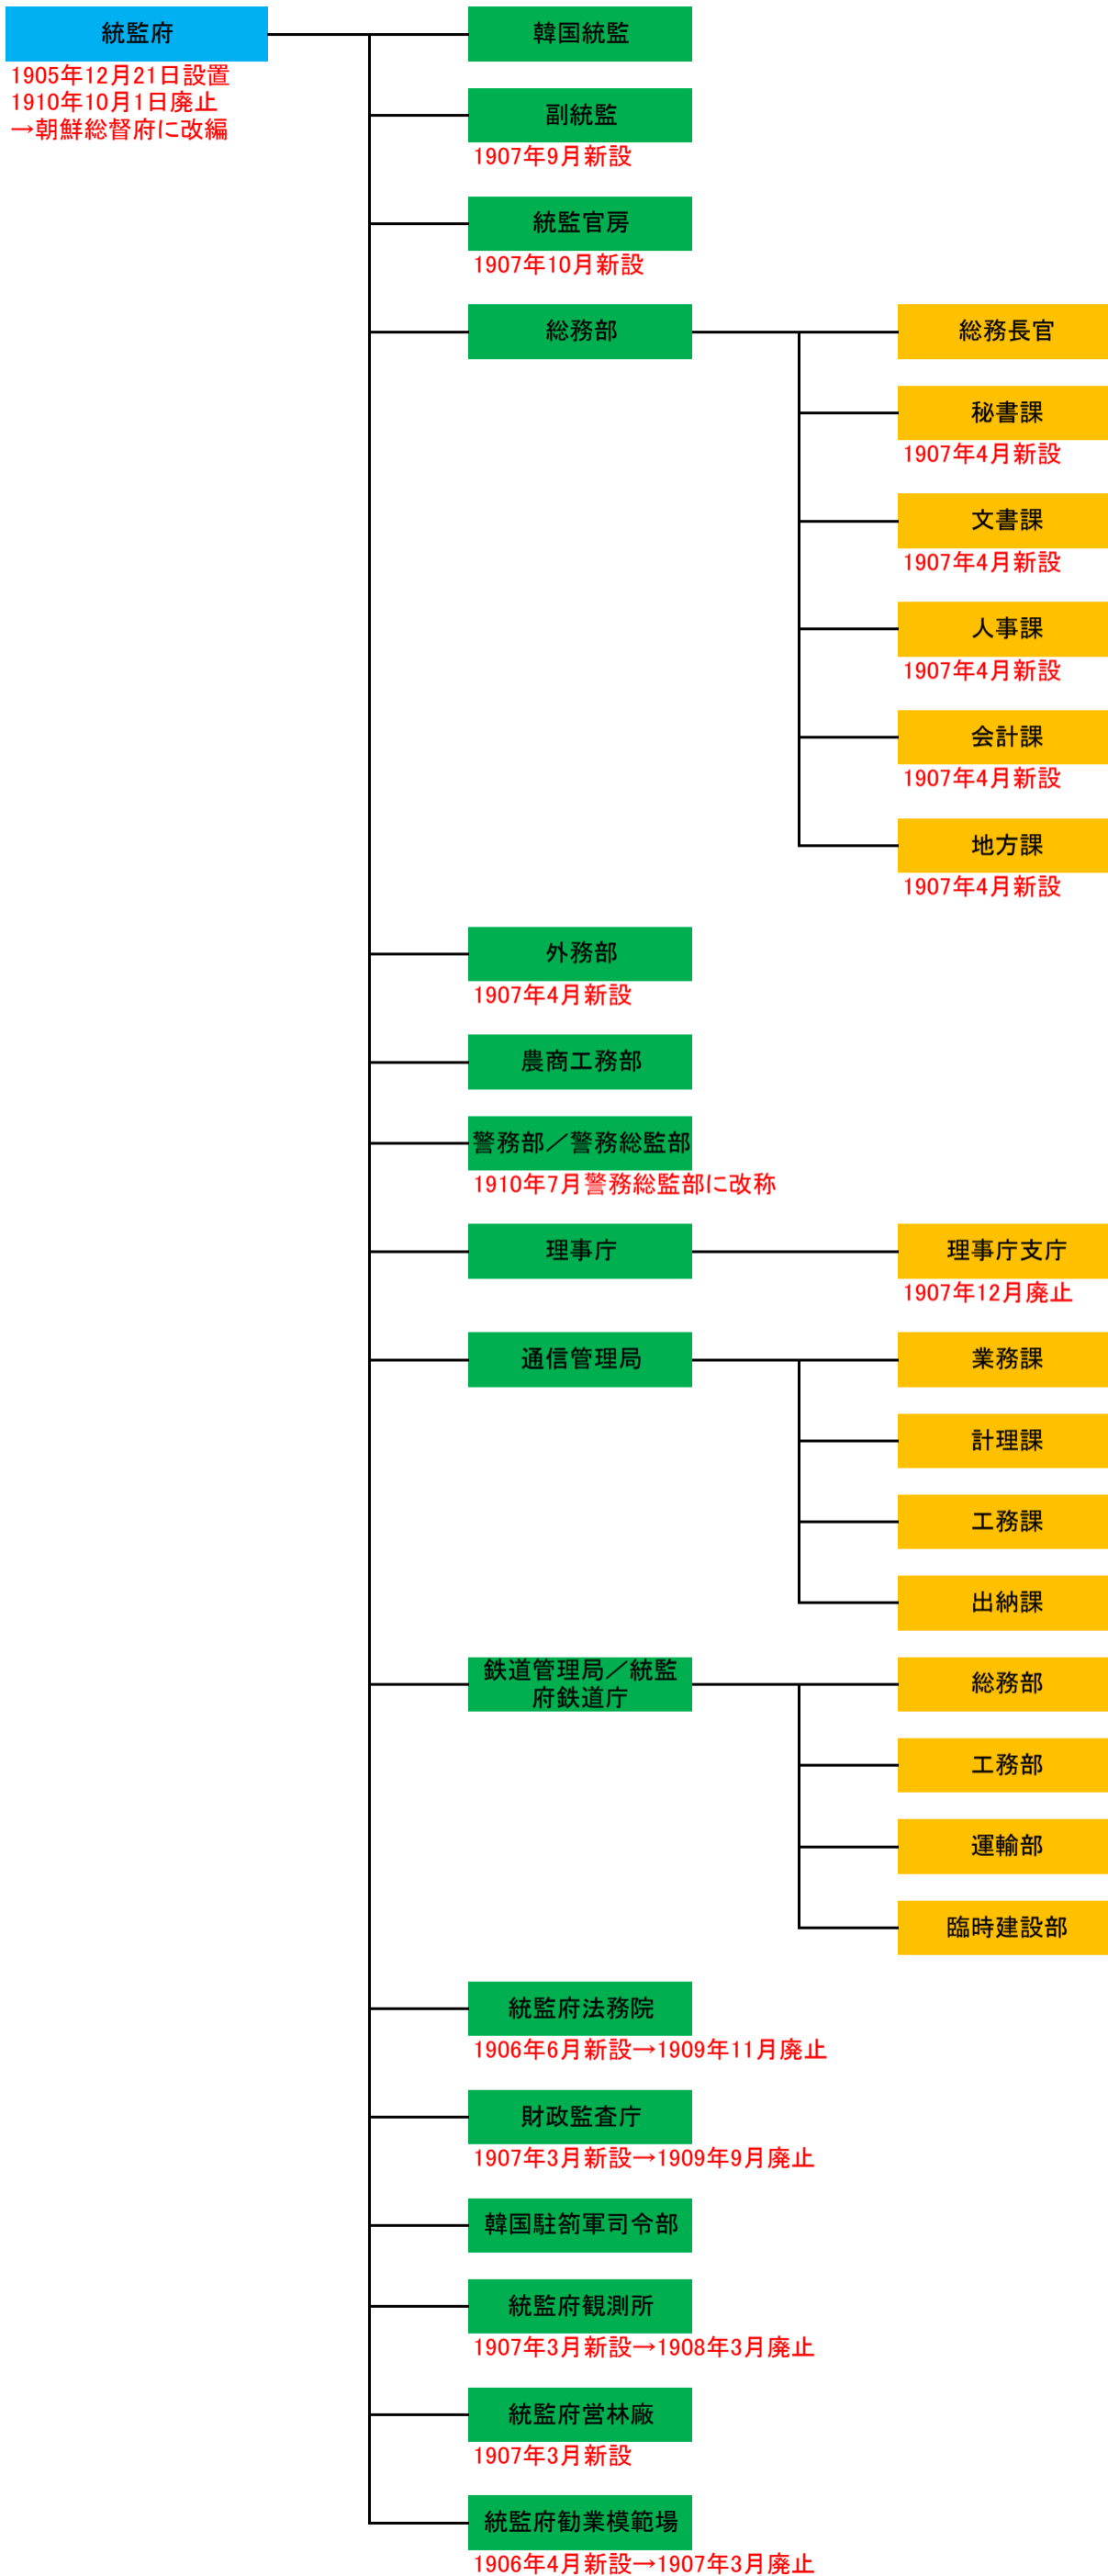 統監府
1905年12月21日設置
1910年10月1日廃止
→朝鮮総督府に改編
韓国統監
副統監
1907年9月新設
統監官房
1907年10月新設
総務部
総務長官
秘書課
1907年4月新設
文書課
1907年4月新設
人事課
1907年4月新設
会計課
1907年4月新設
地方課
1907年4月新設
外務部
1907年4月新設
農商工務部
警務部／警務総監部
1910年7月警務総監部に改称
理事庁
理事庁支庁
1907年12月廃止
通信管理局
業務課
計理課
工務課
出納課
鉄道管理局／統監
府鉄道庁
総務部
工務部
運輸部
臨時建設部
統監府法務院
1906年6月新設→1909年11月廃止
財政監査庁
1907年3月新設→1909年9月廃止
韓国駐箚軍司令部
統監府観測所
1907年3月新設→1908年3月廃止
統監府営林廠
1907年3月新設
統監府勧業模範場
1906年4月新設→1907年3月廃止